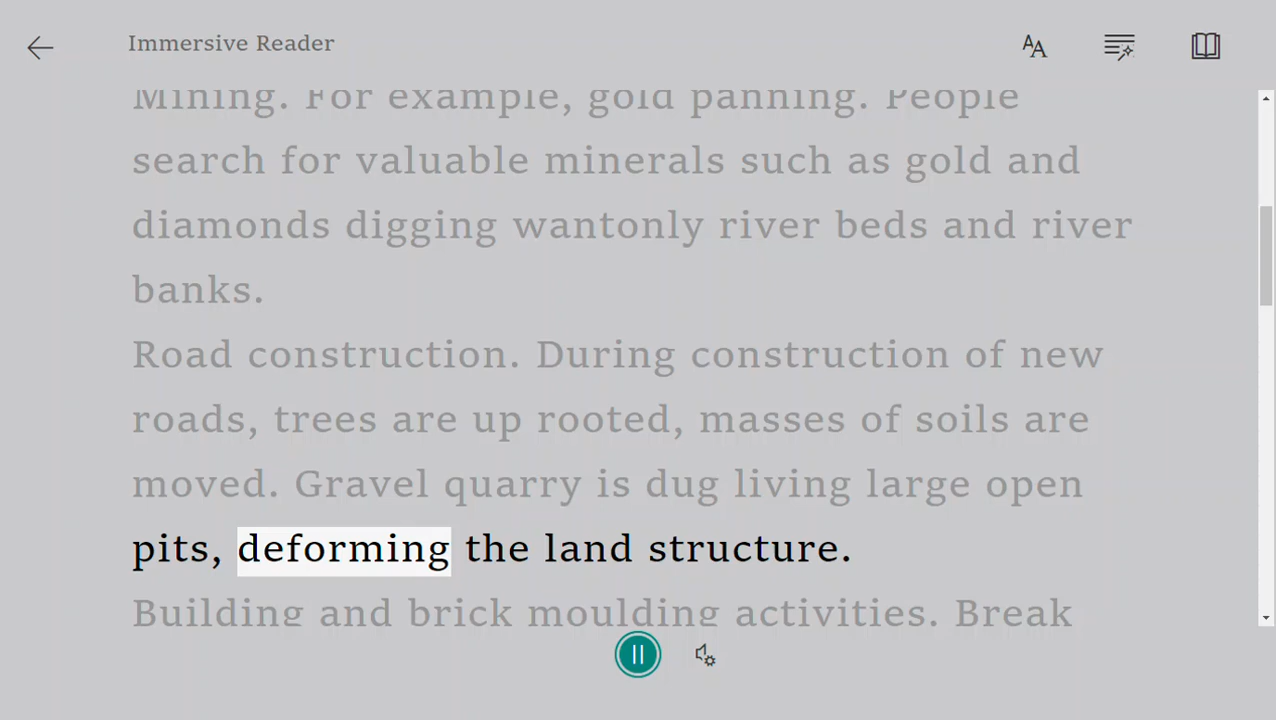 Immersive Reader
Mining. For example, gold panning. People
search for valuable minerals such as gold and
diamonds digging wantonly river beds and river
banks.
Road construction. During construction of new
roads, trees are up rooted, masses of soils are
moved. Gravel quarry is dug living large open
pits, deforming the land structure.
Building and brick moulding activities. Break